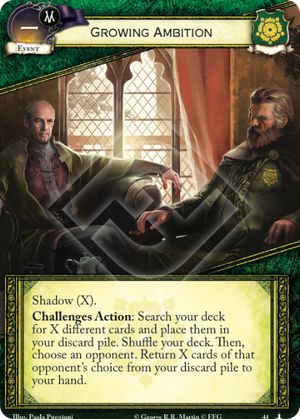 GROWING AMBITION
EVENT
Shadow (X).
Challenges Action: Search your deck
for X different cards and place them in
your discard pile. Shuffle your deck. Then,
choose an opponent. Return X cards of that
opponent's choice from your discard pile to
your hand.
Illus. Paolo Puggioni
© George R.R. Martin © FFG
44